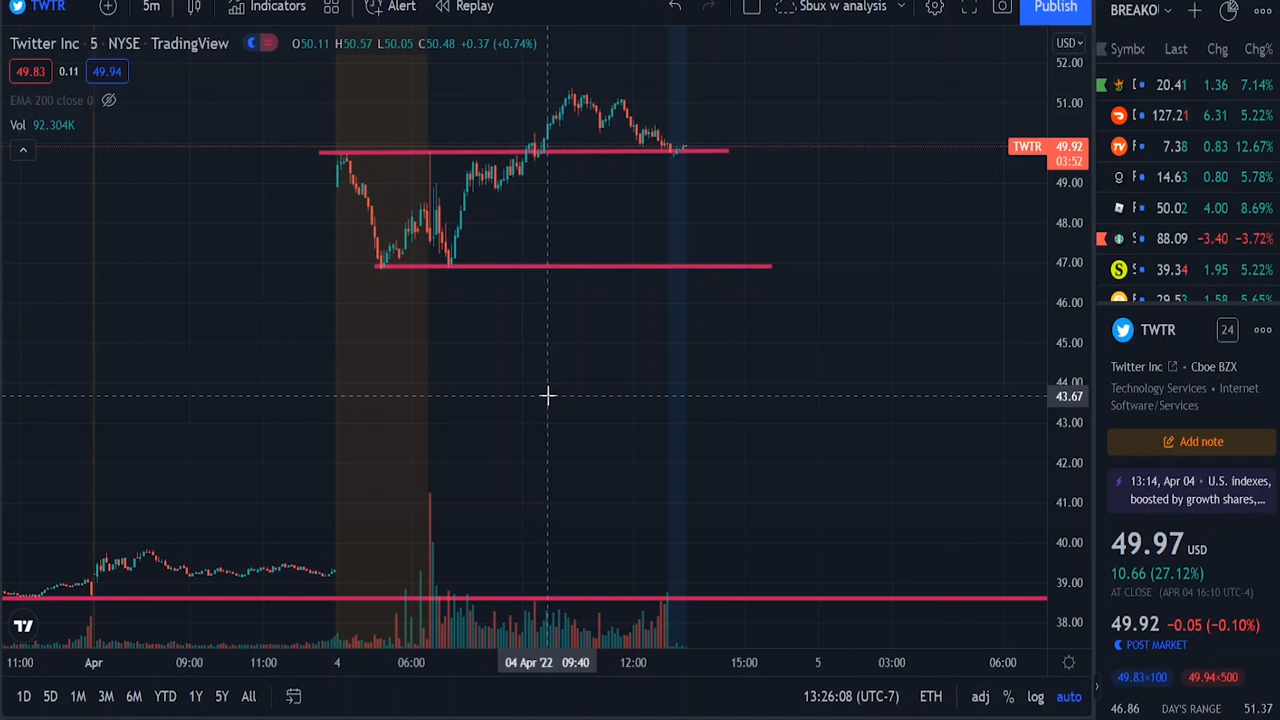 TWTR 5m Indicators Alert Replay Sbux w analysis Publish
Twitter Inc • 5 • NYSE • TradingView O50.11 H50.57 L50.05 C50.48 +0.37 (+0.74%)
49.83 0.11 49.94
EMA 200 close 0
Vol 92.304K
USD
52.00
51.00
TWTR 49.92
03:52
49.00
48.00
47.00
46.00
45.00
44.00
43.67
43.00
42.00
41.00
40.00
39.00
38.00
11:00 Apr 09:00 11:00 4 06:00 04 Apr '22 09:40 12:00 15:00 5 03:00 06:00
1D 5D 1M 3M 6M YTD 1Y 5Y All 13:26:08 (UTC-7) ETH adj % log auto
Last Chg Chg%
20.41 1.36 7.14%
127.21 6.31 5.22%
7.38 0.83 12.67%
14.63 0.80 5.78%
50.02 4.00 8.69%
88.09 -3.40 -3.72%
39.34 1.95 5.22%
29.53 1.58 5.65%
TWTR 24
Twitter Inc • Cboe BZX
Technology Services • Internet
Software/Services
Add note
13:14, Apr 04 • U.S. indexes,
boosted by growth shares,
49.97 USD
10.66 (27.12%)
AT CLOSE (APR 04 16:10 UTC-4)
49.92 -0.05 (-0.10%)
POST MARKET
49.83×100 49.94×500
46.86 DAY'S RANGE 51.37